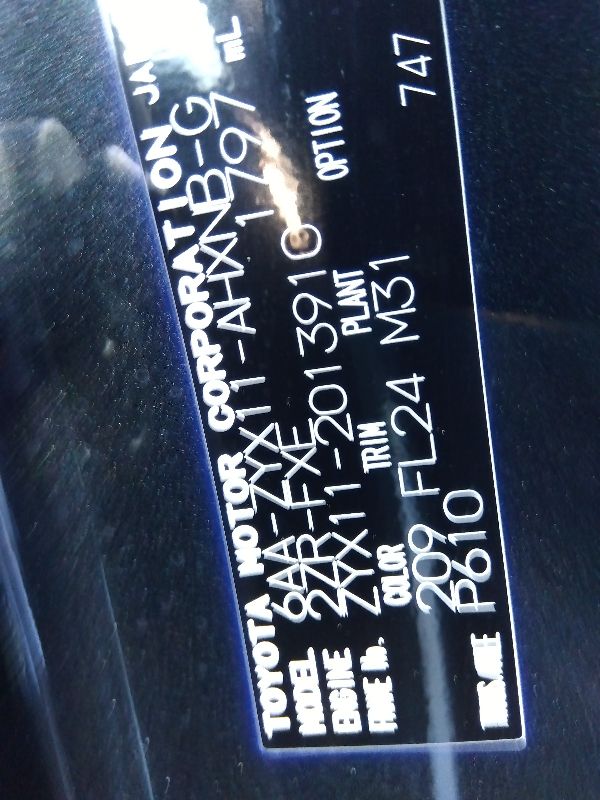 TOYOTA MOTOR CORPORATION JA
MODEL 6AA-ZYX11-AHXNB-G
ENGINE 2ZR-FXE 1797 mL
FRAME No. ZYX11-2013910
COLOR TRIM PLANT OPTION
209 FL24 M31 747
P610